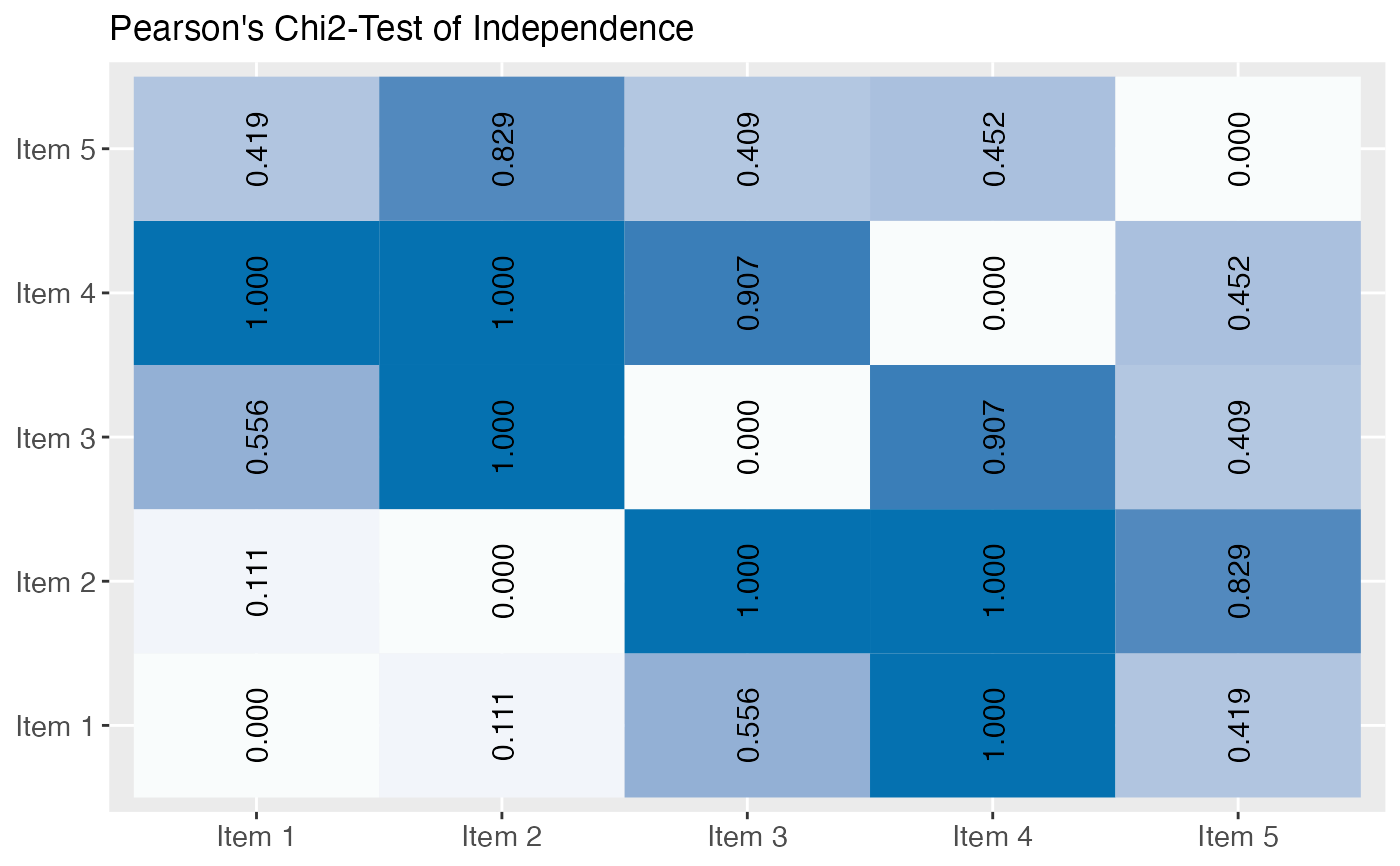 Pearson's Chi2-Test of Independence
Item 5 0.419 0.829 0.409 0.452 0.000
Item 4 1.000 1.000 0.907 0.000 0.452
Item 3 0.556 1.000 0.000 0.907 0.409
Item 2 0.111 0.000 1.000 1.000 0.829
Item 1 0.000 0.111 0.556 1.000 0.419
Item 1 Item 2 Item 3 Item 4 Item 5